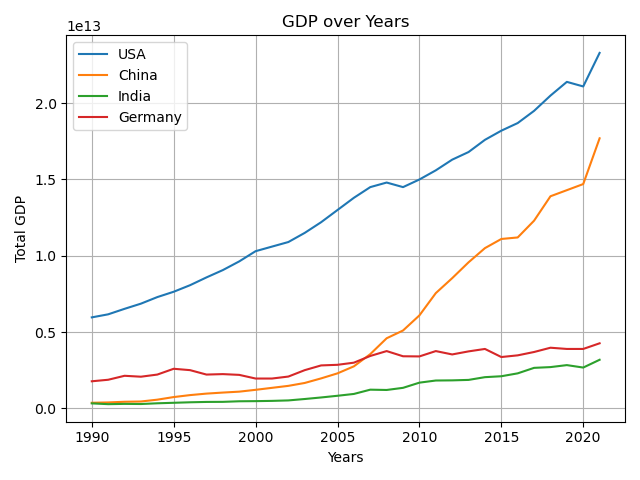 GDP over Years
1e13
USA
China
India
Germany
2.0
1.5
1.0
0.5
0.0
Total GDP
1990 1995 2000 2005 2010 2015 2020
Years